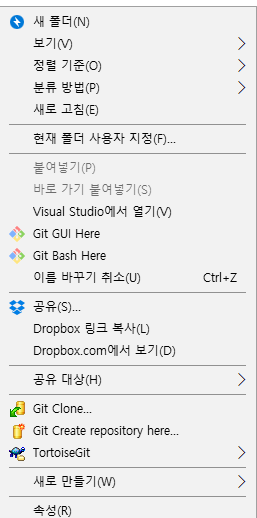 새 폴더(N)
보기(V)
정렬 기준(O)
분류 방법(P)
새로 고침(E)
현재 폴더 사용자 지정(F)...
붙여넣기(P)
바로 가기 붙여넣기(S)
Visual Studio에서 열기(V)
Git GUI Here
Git Bash Here
이름 바꾸기 취소(U) Ctrl+Z
공유(S)...
Dropbox 링크 복사(L)
Dropbox.com에서 보기(D)
공유 대상(H)
Git Clone...
Git Create repository here...
TortoiseGit
새로 만들기(W)
속성(R)